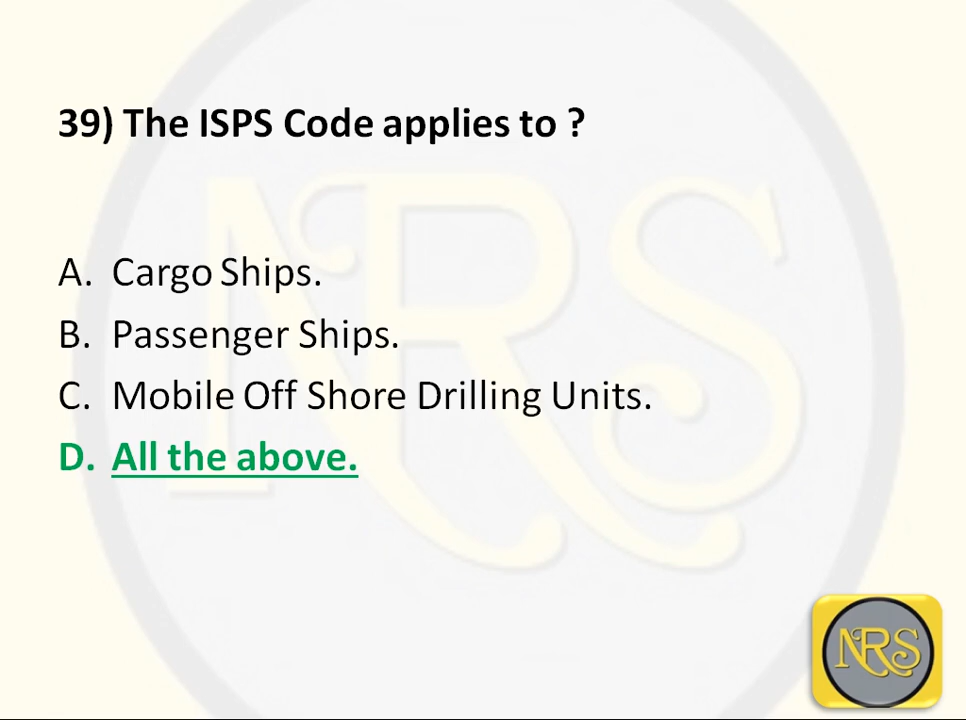 39) The ISPS Code applies to ?
A. Cargo Ships.
B. Passenger Ships.
C. Mobile Off Shore Drilling Units.
D. All the above.
NRS
NRS